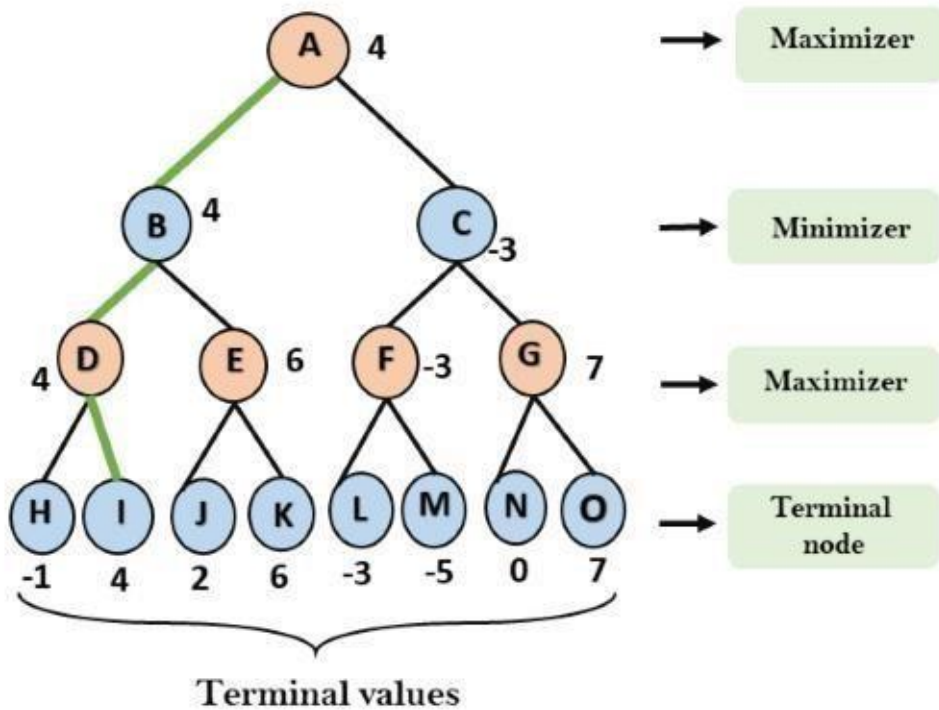 A 4 Maximizer
B 4 C -3 Minimizer
4 D E 6 F -3 G 7 Maximizer
H I J K L M N O Terminal
node
-1 4 2 6 -3 -5 0 7
Terminal values